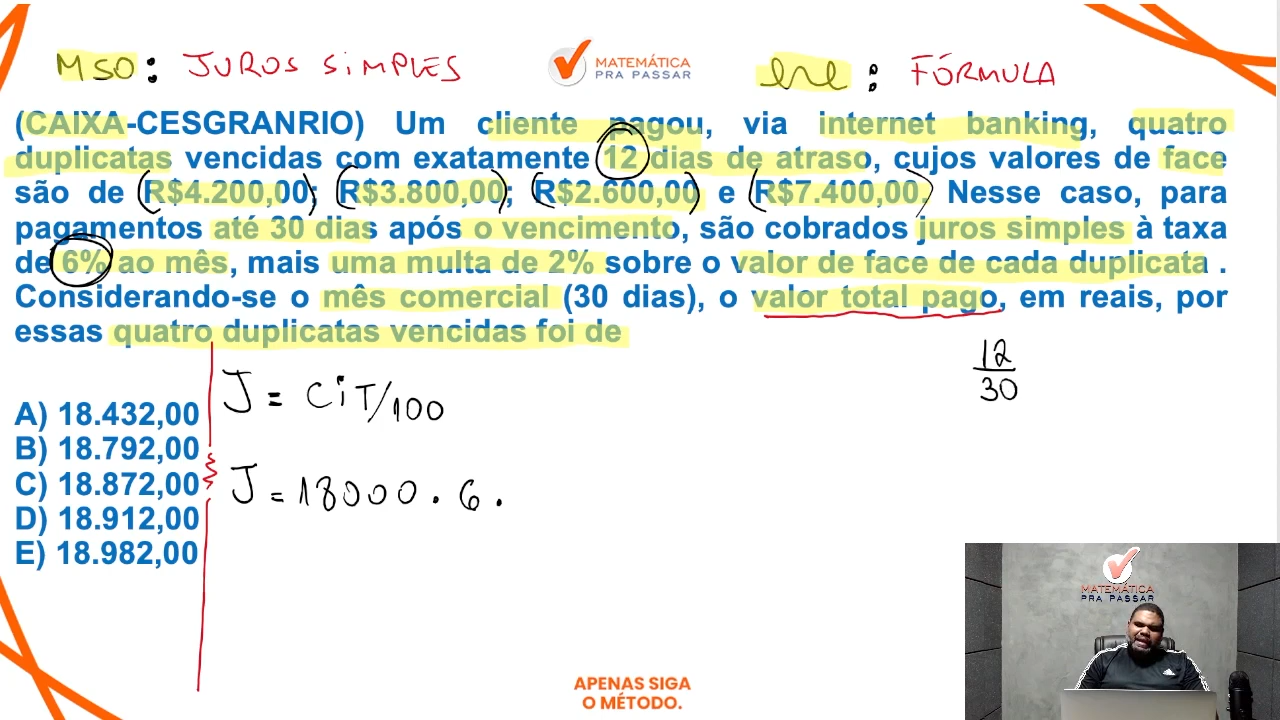 MSO: JUROS SIMPLES
MATEMÁTICA
PRA PASSAR
: FÓRMULA
(CAIXA-CESGRANRIO) Um cliente pagou, via internet banking, quatro
duplicatas vencidas com exatamente 12 dias de atraso, cujos valores de face
são de R$4.200,00; R$3.800,00; R$2.600,00 e R$7.400,00. Nesse caso, para
pagamentos até 30 dias após o vencimento, são cobrados juros simples à taxa
de 6% ao mês, mais uma multa de 2% sobre o valor de face de cada duplicata .
Considerando-se o mês comercial (30 dias), o valor total pago, em reais, por
essas quatro duplicatas vencidas foi de
12
30
J = CiT/100
A) 18.432,00
B) 18.792,00
C) 18.872,00
D) 18.912,00
E) 18.982,00
J = 18000 . 6 .
MATEMÁTICA
PRA PASSAR
APENAS SIGA
O MÉTODO.